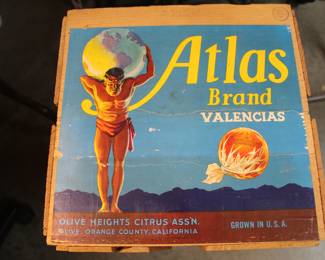 Atlas
Brand
VALENCIAS
OLIVE HEIGHTS CITRUS ASS'N.
OLIVE, ORANGE COUNTY, CALIFORNIA
GROWN IN U.S.A.